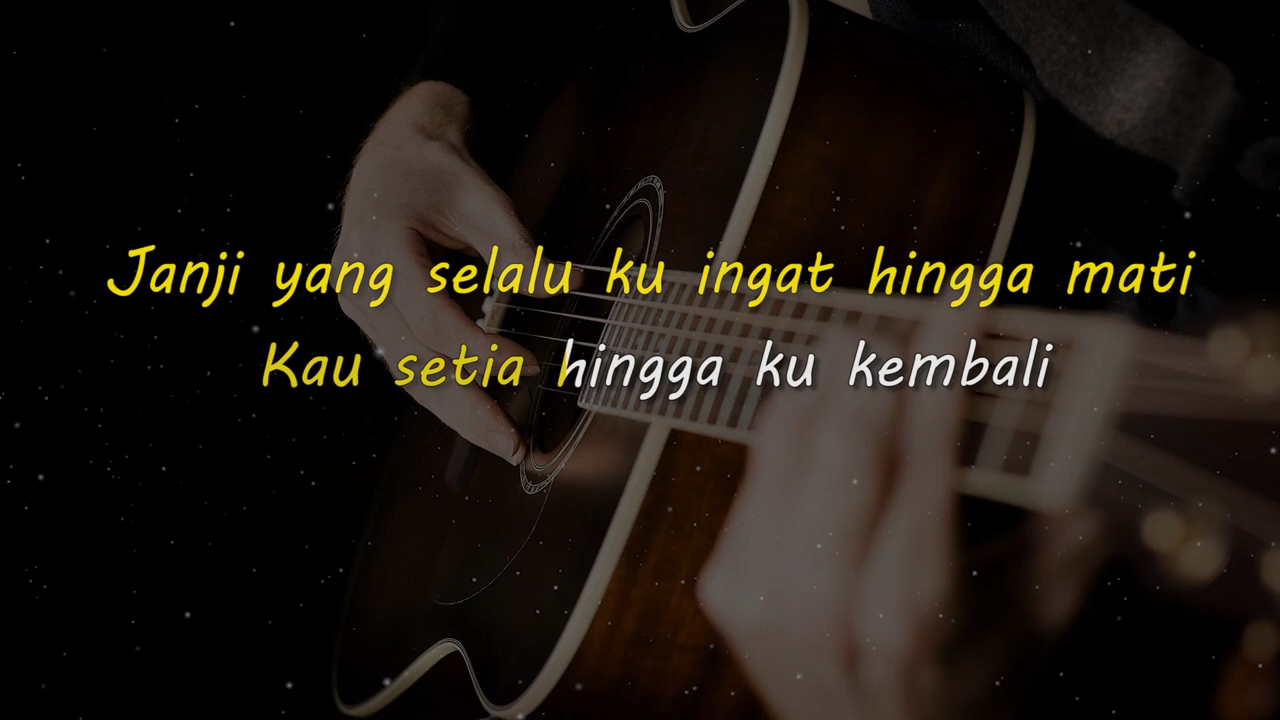 Janji yang selalu ku ingat hingga mati
Kau setia hingga ku kembali